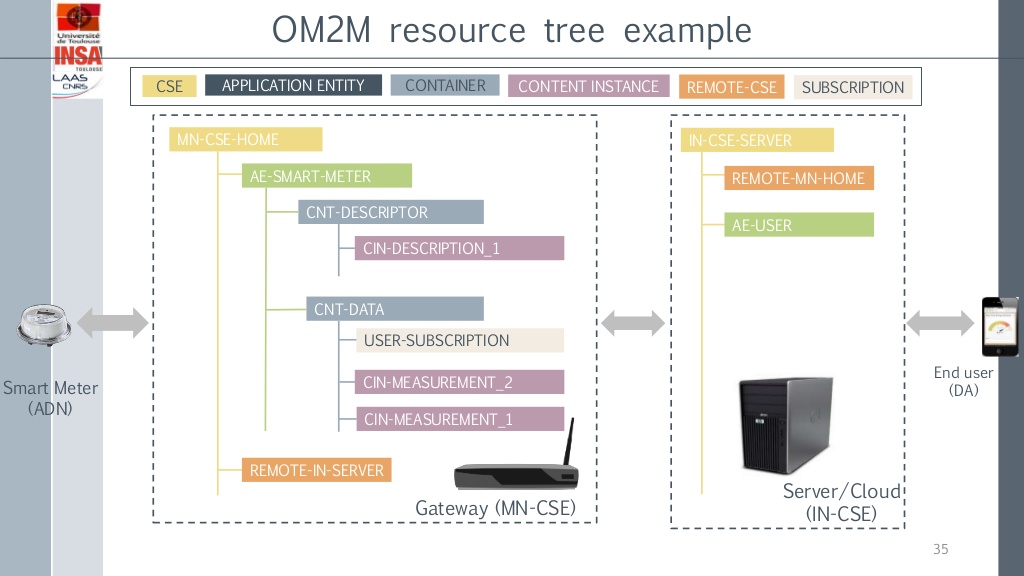 OM2M resource tree example
Université
de Toulouse
INSA
TOULOUSE
LAAS
CNRS
CSE
APPLICATION ENTITY
CONTAINER
CONTENT INSTANCE
REMOTE-CSE
SUBSCRIPTION
MN-CSE-HOME
AE-SMART-METER
CNT-DESCRIPTOR
CIN-DESCRIPTION_1
CNT-DATA
USER-SUBSCRIPTION
CIN-MEASUREMENT_2
CIN-MEASUREMENT_1
REMOTE-IN-SERVER
Gateway (MN-CSE)
IN-CSE-SERVER
REMOTE-MN-HOME
AE-USER
Server/Cloud
(IN-CSE)
Smart Meter
(ADN)
End user
(DA)
35